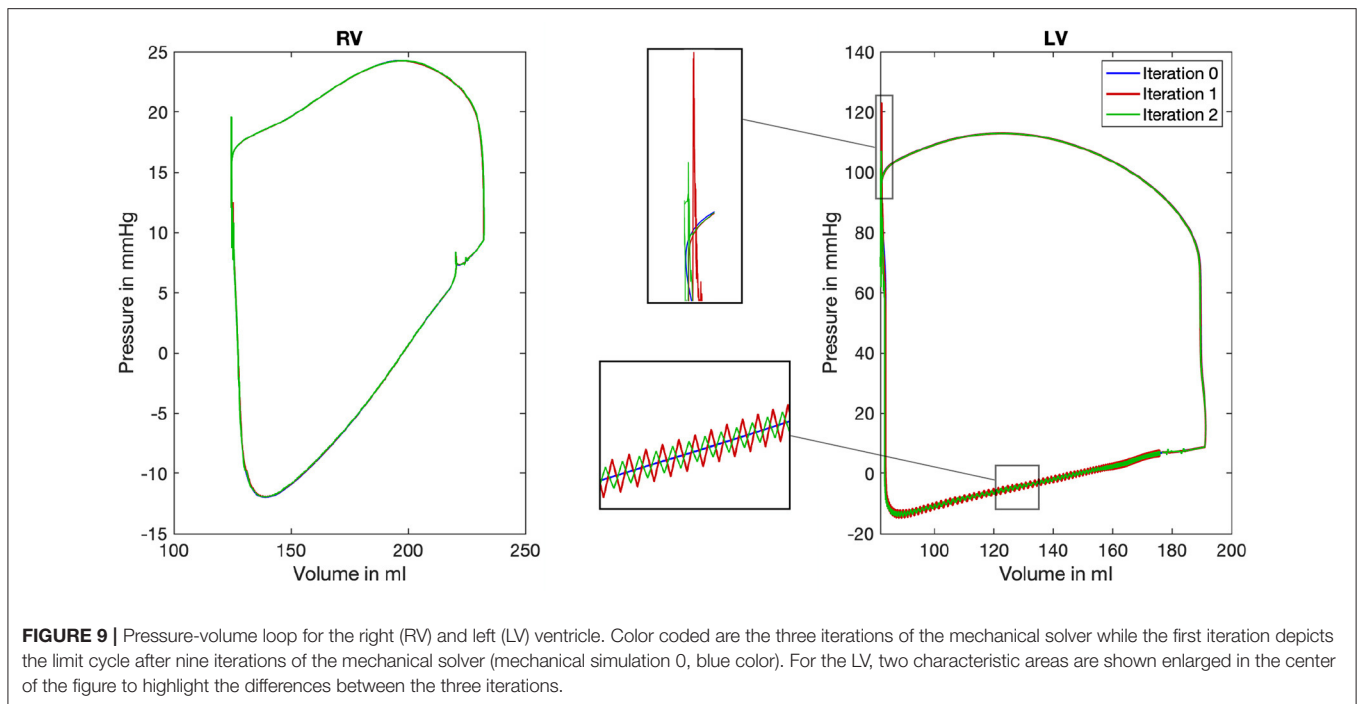 RV
25
20
15
10
5
0
-5
-10
-15
Pressure in mmHg
100
150
200
250
Volume in ml
LV
140
120
100
80
60
40
20
0
-20
Pressure in mmHg
100
120
140
160
180
200
Volume in ml
Iteration 0
Iteration 1
Iteration 2
FIGURE 9 | Pressure-volume loop for the right (RV) and left (LV) ventricle. Color coded are the three iterations of the mechanical solver while the first iteration depicts
the limit cycle after nine iterations of the mechanical solver (mechanical simulation 0, blue color). For the LV, two characteristic areas are shown enlarged in the center
of the figure to highlight the differences between the three iterations.